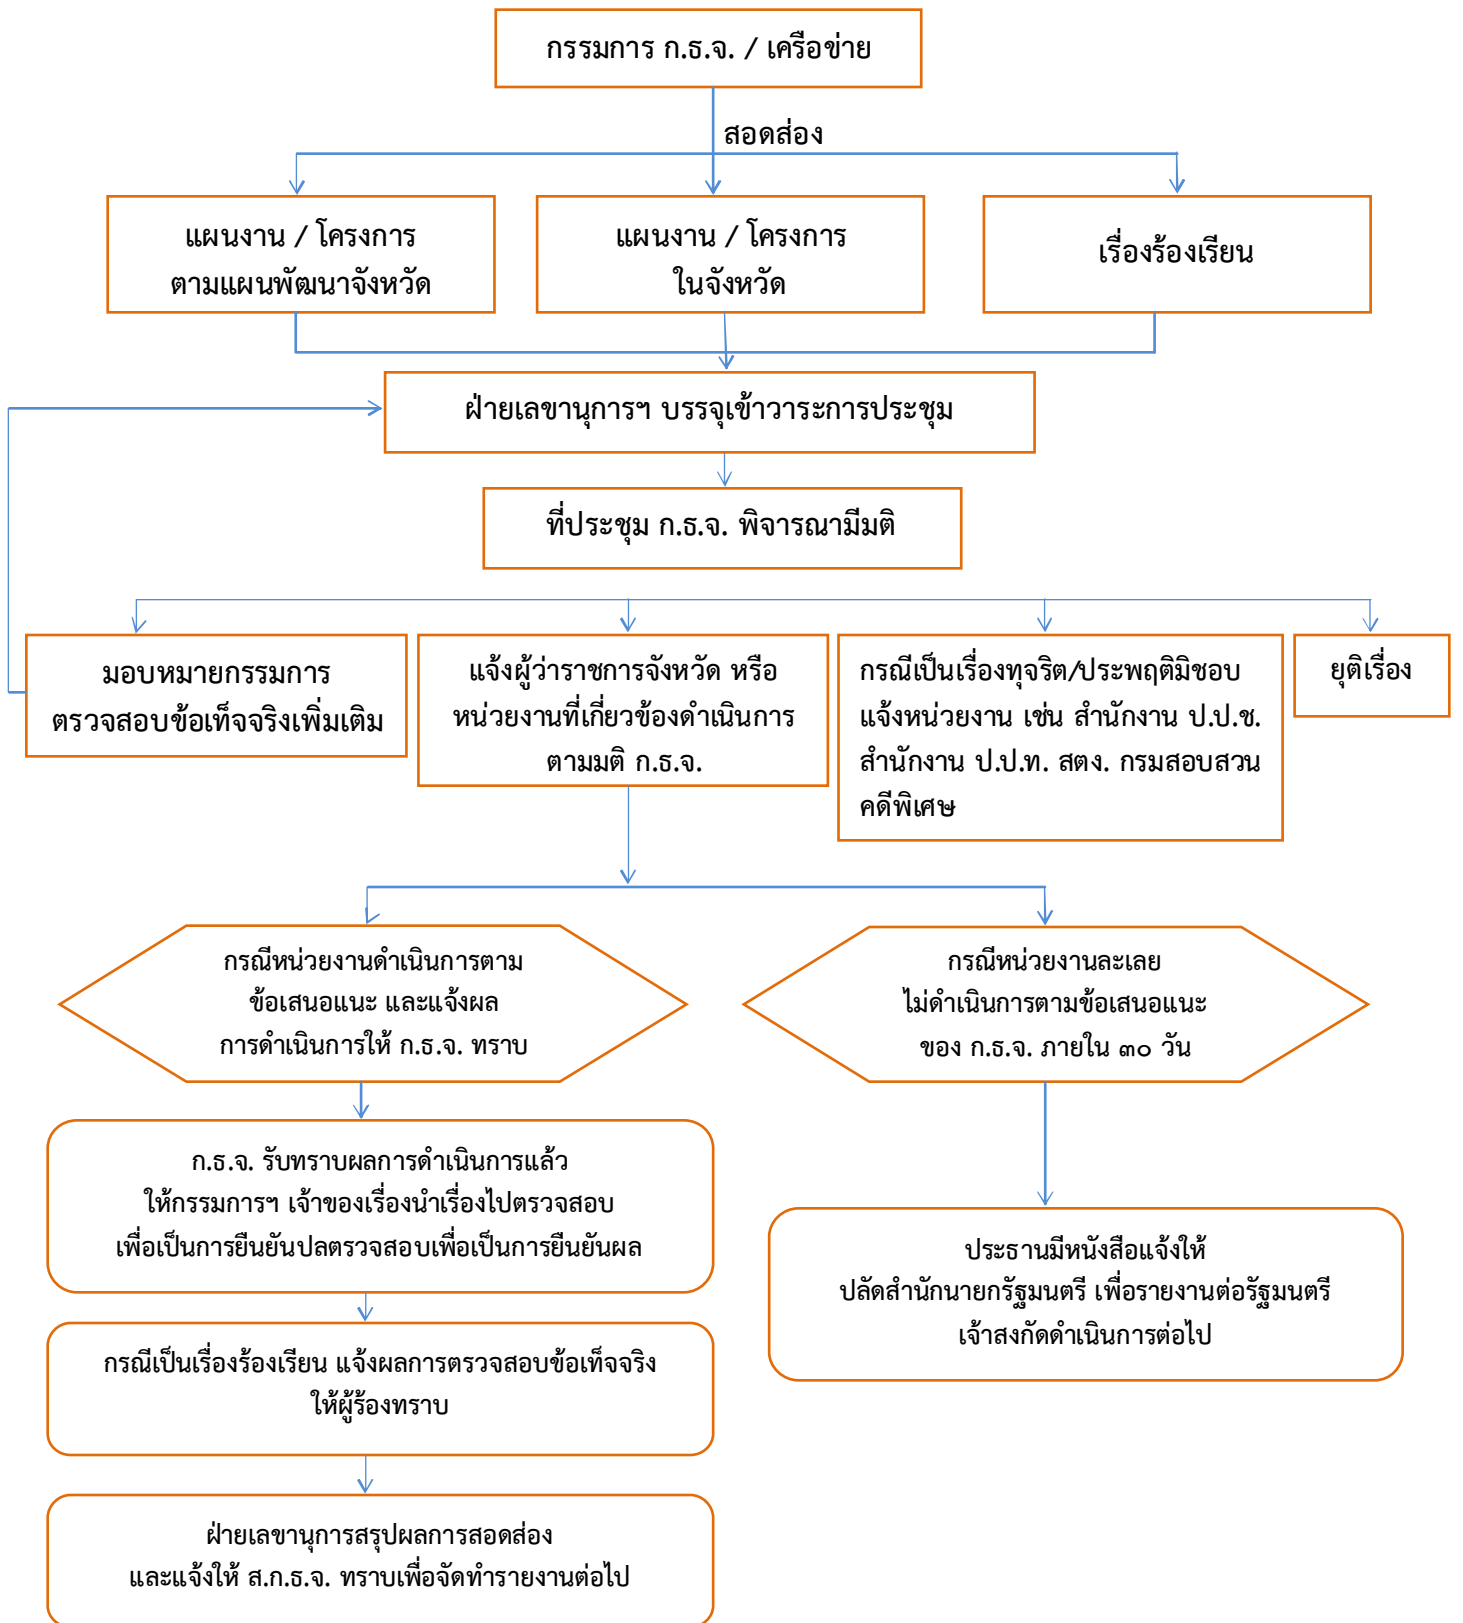 กรรมการ ก.ธ.จ. / เครือข่าย
สอดส่อง
แผนงาน / โครงการ
ตามแผนพัฒนาจังหวัด
แผนงาน / โครงการ
ในจังหวัด
เรื่องร้องเรียน
ฝ่ายเลขานุการฯ บรรจุเข้าวาระการประชุม
ที่ประชุม ก.ธ.จ. พิจารณามีมติ
มอบหมายกรรมการ
ตรวจสอบข้อเท็จจริงเพิ่มเติม
แจ้งผู้ว่าราชการจังหวัด หรือ
หน่วยงานที่เกี่ยวข้องดำเนินการ
ตามมติ ก.ธ.จ.
กรณีเป็นเรื่องทุจริต/ประพฤติมิชอบ
แจ้งหน่วยงาน เช่น สำนักงาน ป.ป.ช.
สำนักงาน ป.ป.ท. สตง. กรมสอบสวน
คดีพิเศษ
ยุติเรื่อง
กรณีหน่วยงานดำเนินการตาม
ข้อเสนอแนะ และแจ้งผล
การดำเนินการให้ ก.ธ.จ. ทราบ
กรณีหน่วยงานละเลย
ไม่ดำเนินการตามข้อเสนอแนะ
ของ ก.ธ.จ. ภายใน ๓๐ วัน
ก.ธ.จ. รับทราบผลการดำเนินการแล้ว
ให้กรรมการฯ เจ้าของเรื่องนำเรื่องไปตรวจสอบ
เพื่อเป็นการยืนยันปลตรวจสอบเพื่อเป็นการยืนยันผล
ประธานมีหนังสือแจ้งให้
ปลัดสำนักนายกรัฐมนตรี เพื่อรายงานต่อรัฐมนตรี
เจ้าสงกัดดำเนินการต่อไป
กรณีเป็นเรื่องร้องเรียน แจ้งผลการตรวจสอบข้อเท็จจริง
ให้ผู้ร้องทราบ
ฝ่ายเลขานุการสรุปผลการสอดส่อง
และแจ้งให้ ส.ก.ธ.จ. ทราบเพื่อจัดทำรายงานต่อไป